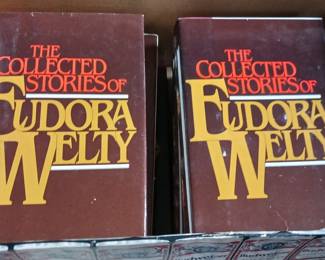 THE
COLLECTED
STORIES OF
EUDORA
WELTY
THE
COLLECTED
STORIES OF
EUDORA
WELTY